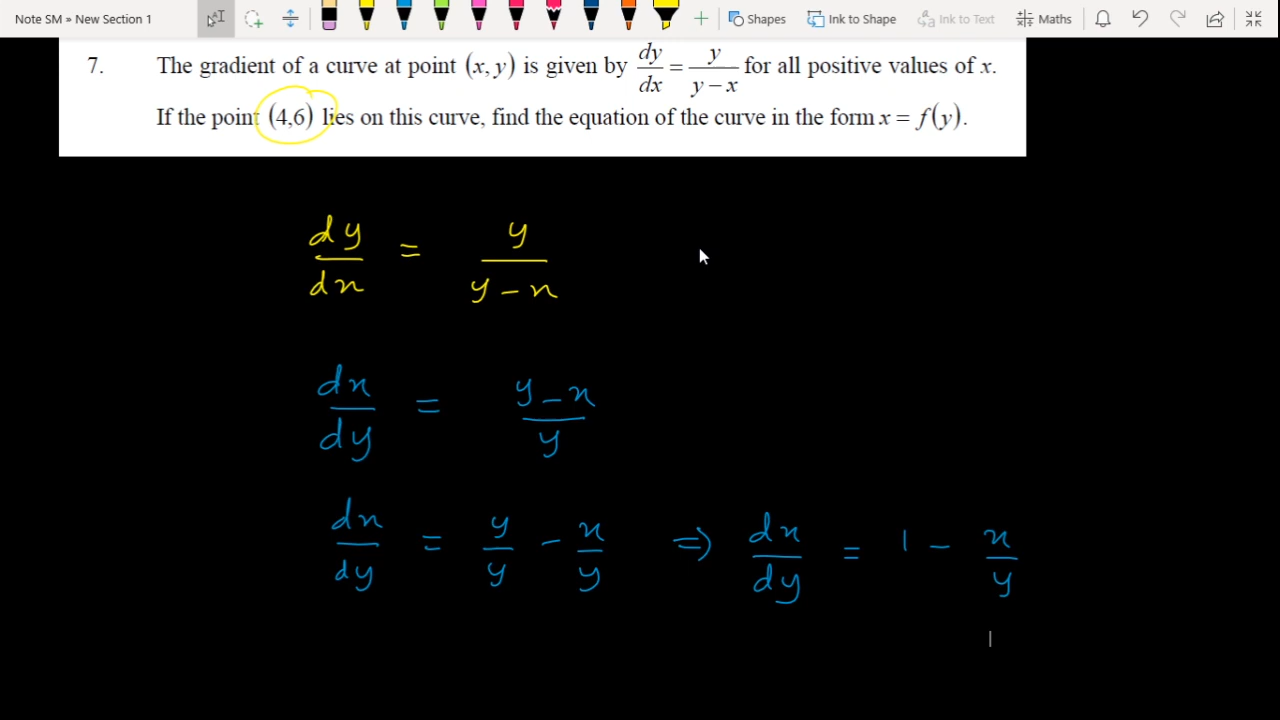 Note SM » New Section 1 Shapes Ink to Shape Ink to Text Maths
7. The gradient of a curve at point (x, y) is given by dy/dx = y/(y−x) for all positive values of x.
If the point (4,6) lies on this curve, find the equation of the curve in the form x = f(y).
dy/dx = y/(y−x)
dx/dy = (y−x)/y
dx/dy = y/y − x/y ⇒ dx/dy = 1 − x/y